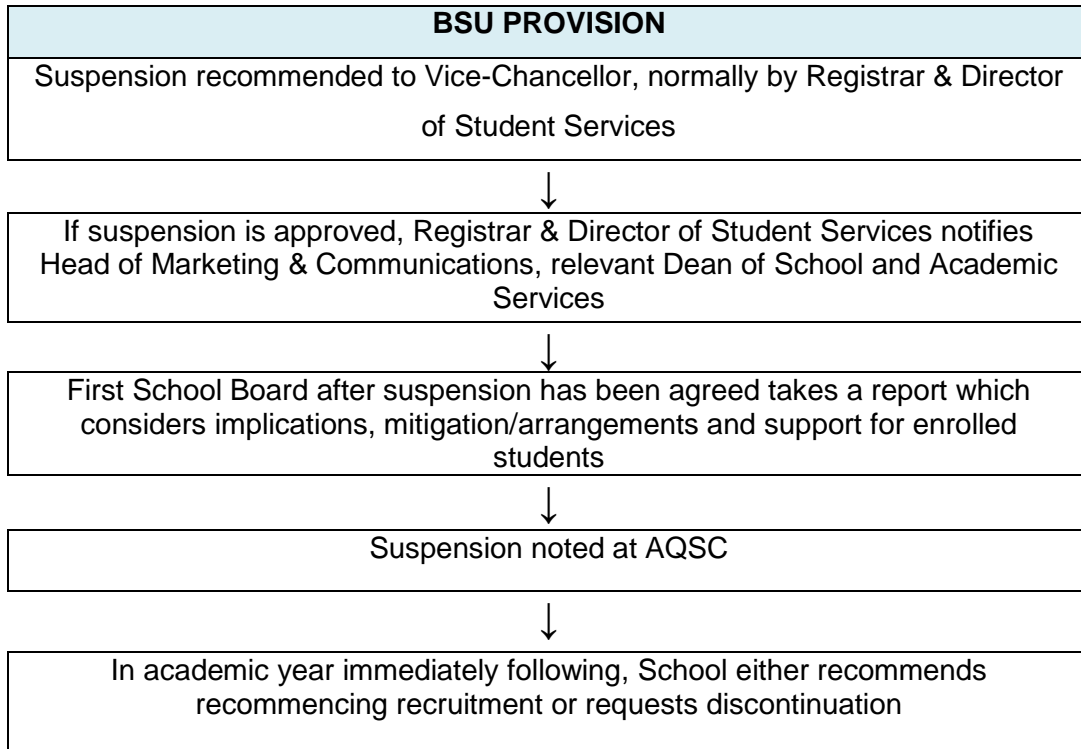 BSU PROVISION
Suspension recommended to Vice-Chancellor, normally by Registrar & Director
of Student Services
↓
If suspension is approved, Registrar & Director of Student Services notifies
Head of Marketing & Communications, relevant Dean of School and Academic
Services
↓
First School Board after suspension has been agreed takes a report which
considers implications, mitigation/arrangements and support for enrolled
students
↓
Suspension noted at AQSC
↓
In academic year immediately following, School either recommends
recommencing recruitment or requests discontinuation